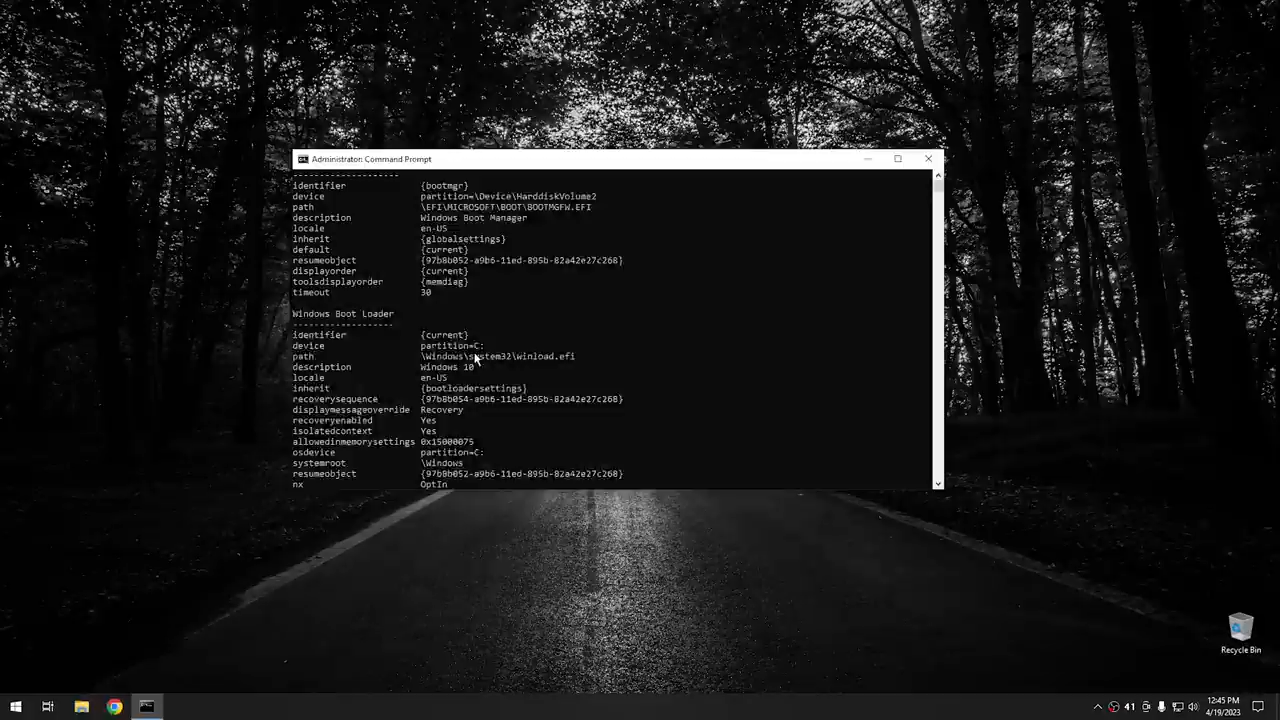 Administrator: Command Prompt
-------------------
identifier {bootmgr}
device partition=\Device\HarddiskVolume2
path \EFI\MICROSOFT\BOOT\BOOTMGFW.EFI
description Windows Boot Manager
locale en-US
inherit {globalsettings}
default {current}
resumeobject {97b8b052-a9b6-11ed-895b-82a42e27c268}
displayorder {current}
toolsdisplayorder {memdiag}
timeout 30
Windows Boot Loader
-------------------
identifier {current}
device partition=C:
path \Windows\system32\winload.efi
description Windows 10
locale en-US
inherit {bootloadersettings}
recoverysequence {97b8b054-a9b6-11ed-895b-82a42e27c268}
displaymessageoverride Recovery
recoveryenabled Yes
isolatedcontext Yes
allowedinmemorysettings 0x15000075
osdevice partition=C:
systemroot \Windows
resumeobject {97b8b052-a9b6-11ed-895b-82a42e27c268}
nx OptIn
Recycle Bin
41
12:45 PM
4/19/2023